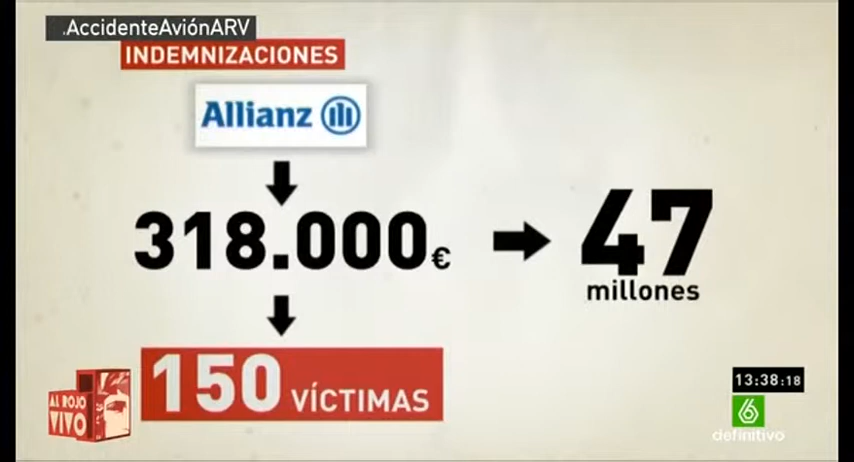 .AccidenteAviónARV
INDEMNIZACIONES
Allianz
318.000€
47
millones
150 VÍCTIMAS
AL ROJO
VIVO
13:38:18
6
definitivo